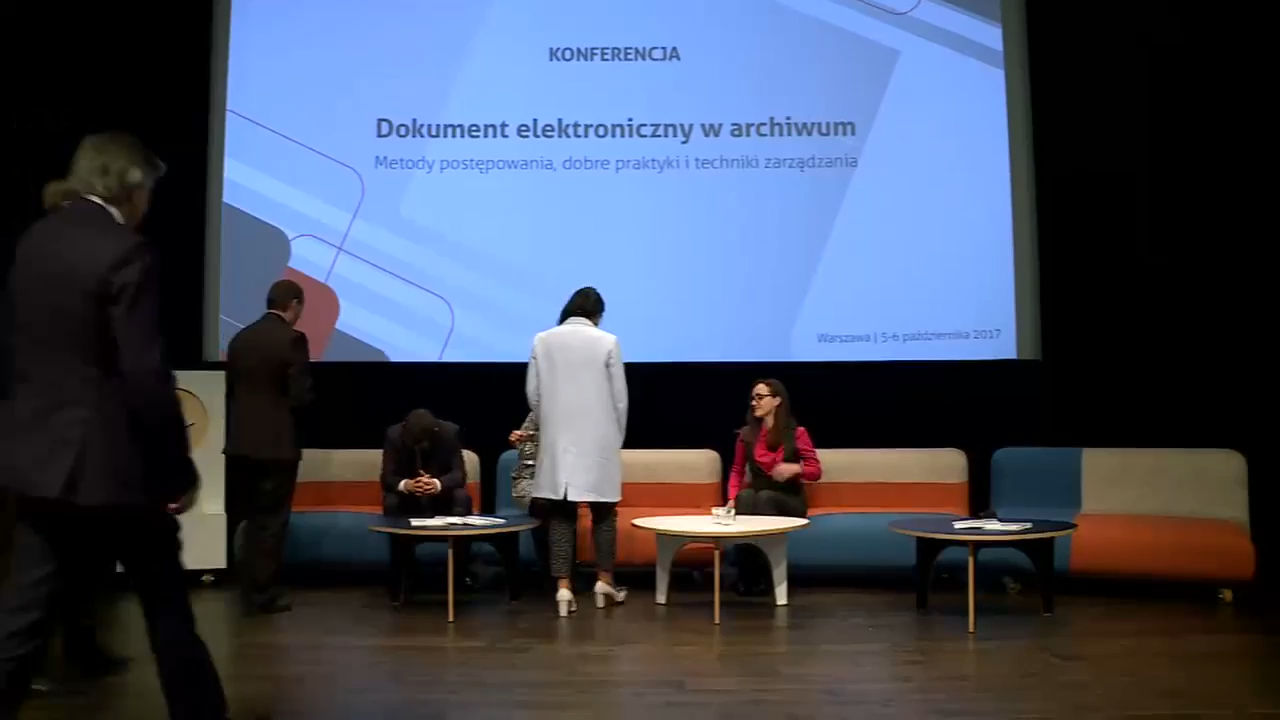 KONFERENCJA
Dokument elektroniczny w archiwum
Metody postępowania, dobre praktyki i techniki zarządzania
Warszawa | 5-6 października 2017